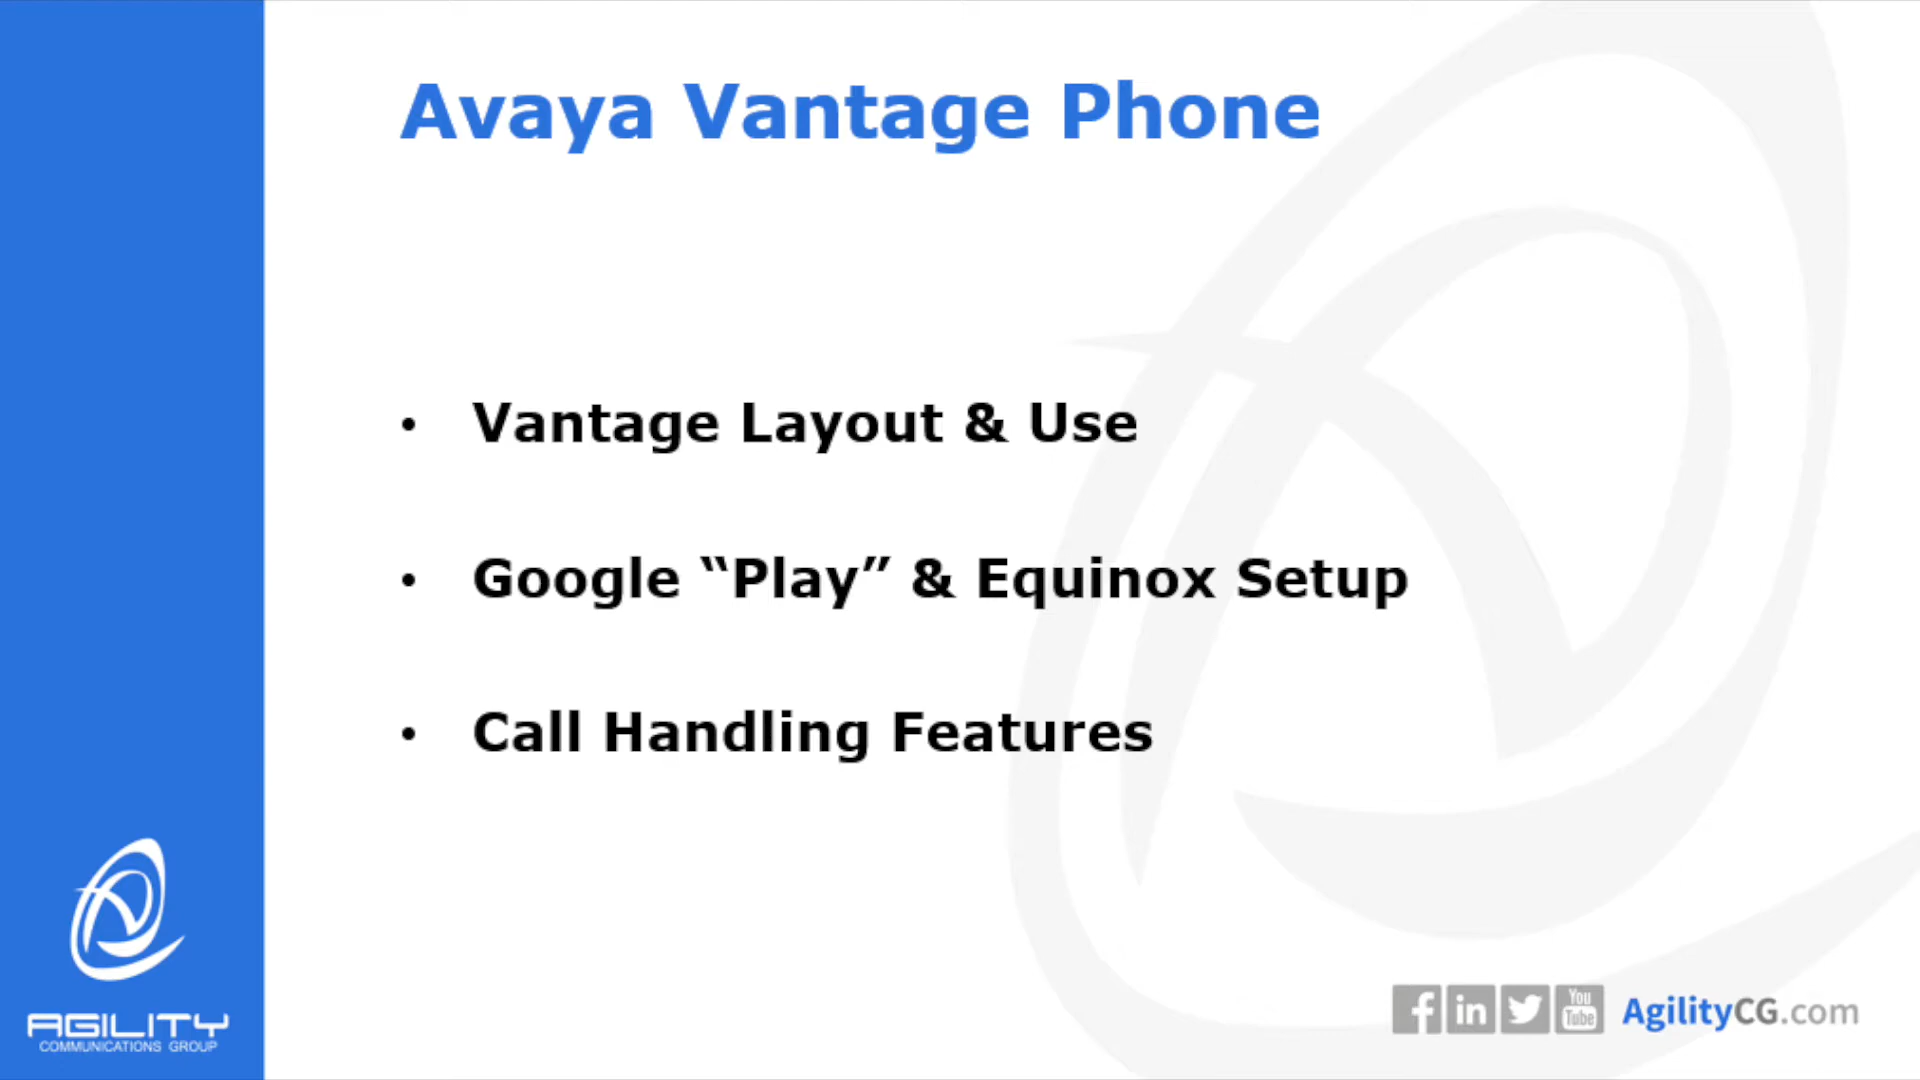 Avaya Vantage Phone
• Vantage Layout & Use
• Google “Play” & Equinox Setup
• Call Handling Features
AGILITY
COMMUNICATIONS GROUP
f in You Tube AgilityCG.com